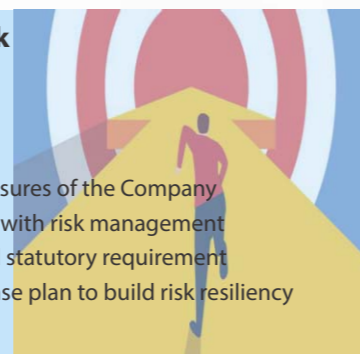 k
sures of the Company
with risk management
statutory requirement
se plan to build risk resiliency